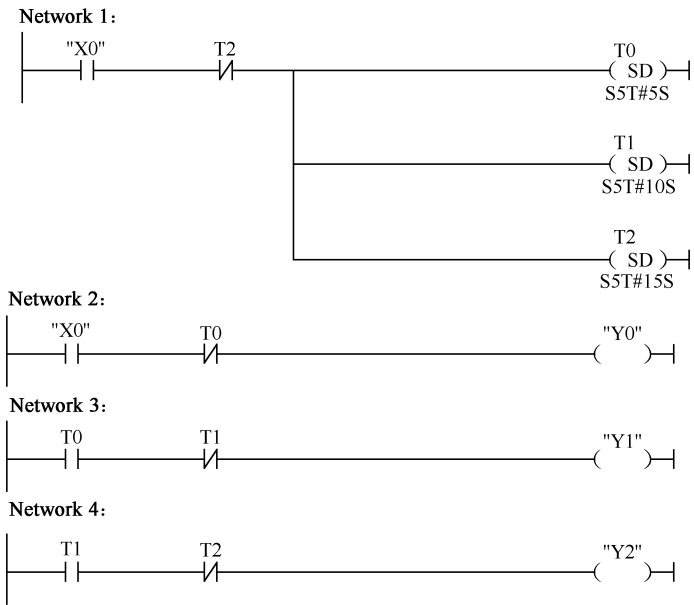 Network 1：
"X0" T2 T0
SD
S5T#5S
T1
SD
S5T#10S
T2
SD
S5T#15S
Network 2：
"X0" T0 "Y0"
Network 3：
T0 T1 "Y1"
Network 4：
T1 T2 "Y2"